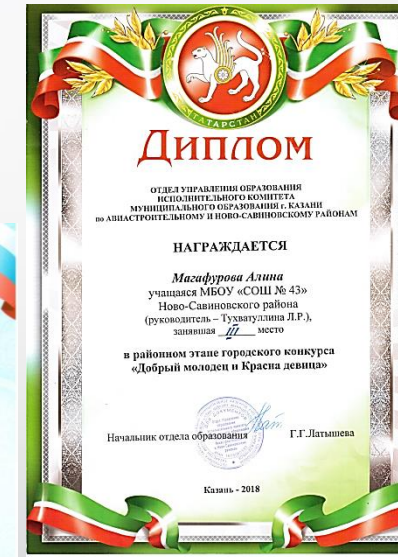 ТАТАРСТАН
Диплом
ОТДЕЛ УПРАВЛЕНИЯ ОБРАЗОВАНИЯ
ИСПОЛНИТЕЛЬНОГО КОМИТЕТА
МУНИЦИПАЛЬНОГО ОБРАЗОВАНИЯ г. КАЗАНИ
по АВИАСТРОИТЕЛЬНОМУ И НОВО-САВИНОВСКОМУ РАЙОНАМ
НАГРАЖДАЕТСЯ
Магафурова Алина
учащаяся МБОУ «СОШ № 43»
Ново-Савиновского района
(руководитель – Тухватуллина Л.Р.),
занявшая III место
в районном этапе городского конкурса
«Добрый молодец и Красна девица»
Начальник отдела образования Г.Г.Латышева
Казань - 2018